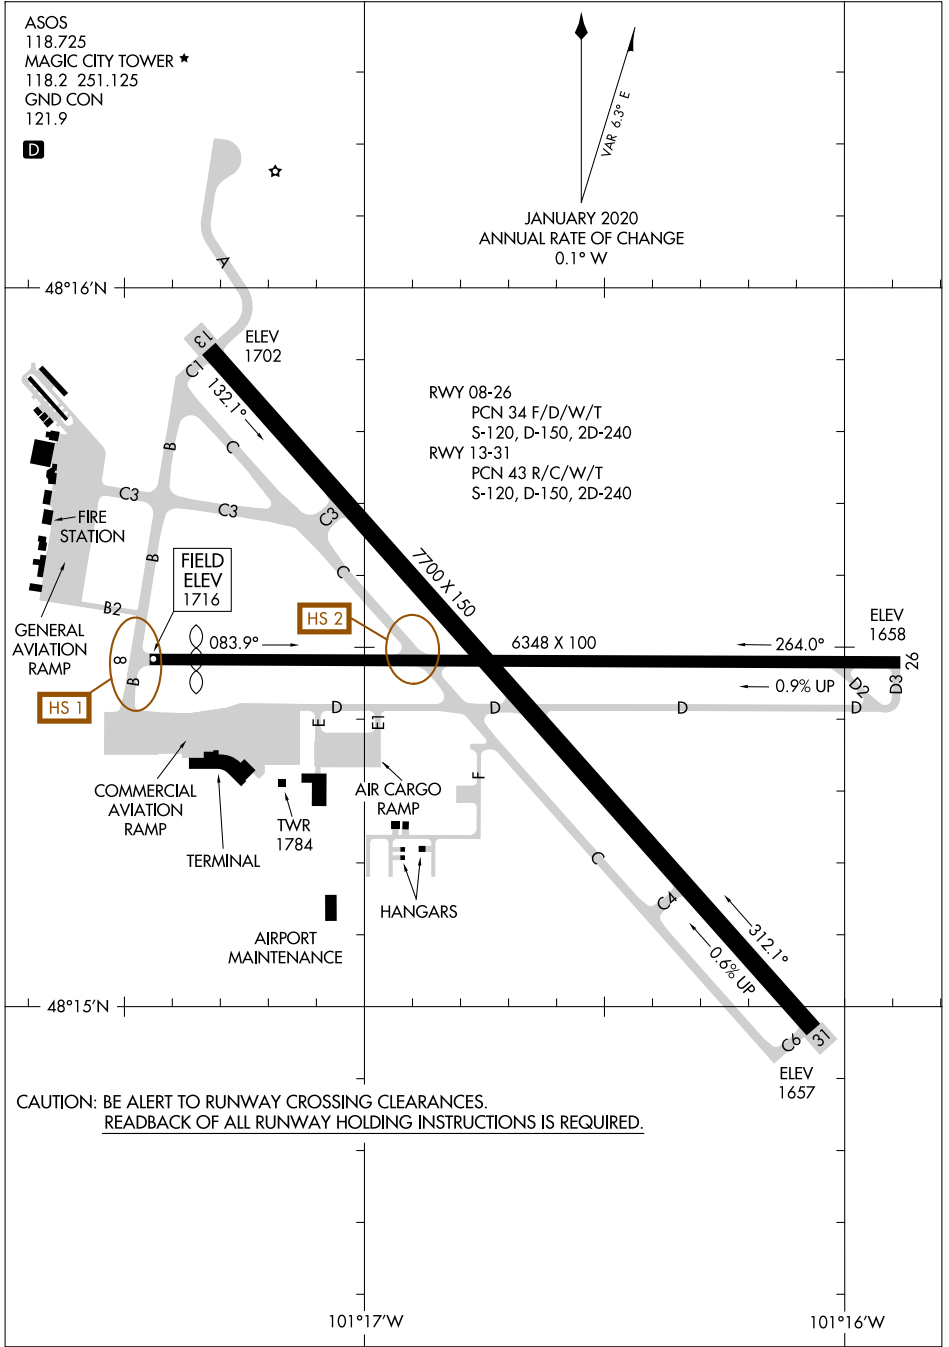 ASOS
118.725
MAGIC CITY TOWER ★
118.2 251.125
GND CON
121.9
D
VAR 6.3° E
JANUARY 2020
ANNUAL RATE OF CHANGE
0.1° W
A
48°16'N
13
ELEV
1702
C1
132.1°
RWY 08-26
PCN 34 F/D/W/T
S-120, D-150, 2D-240
RWY 13-31
PCN 43 R/C/W/T
S-120, D-150, 2D-240
B
C
C3
C3
C3
FIRE
STATION
B
C
7700 X 150
FIELD
ELEV
1716
B2
HS 2
GENERAL
AVIATION
RAMP
ELEV
1658
8
083.9°
6348 X 100
264.0°
26
B
HS 1
0.9% UP
D2
D3
D
D
D
D
E
E1
F
COMMERCIAL
AVIATION
RAMP
AIR CARGO
RAMP
TWR
1784
TERMINAL
C
HANGARS
C4
312.1°
0.6% UP
AIRPORT
MAINTENANCE
48°15'N
C6
31
ELEV
1657
CAUTION: BE ALERT TO RUNWAY CROSSING CLEARANCES.
READBACK OF ALL RUNWAY HOLDING INSTRUCTIONS IS REQUIRED.
101°17'W
101°16'W